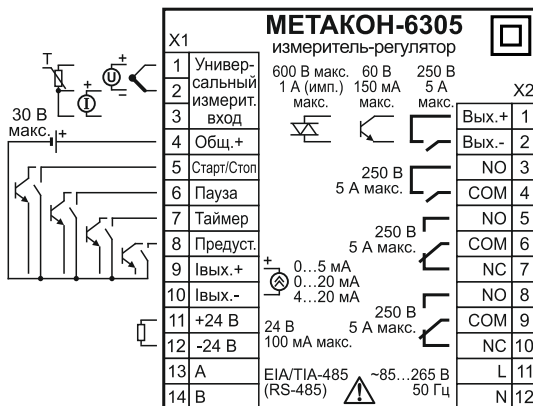 МЕТАКОН-6305
измеритель-регулятор
X1
1 Универ-
сальный
2 измерит.
3 вход
4 Общ.+
5 Старт/Стоп
6 Пауза
7 Таймер
8 Предуст.
9 Iвых.+
10 Iвых.-
11 +24 В
12 -24 В
13 A
14 B
T
+
U
-
+
I
30 В
макс.
+
600 В макс.
1 А (имп.)
макс.
60 В
150 мА
макс.
250 В
5 А
макс.
250 В
5 А макс.
250 В
5 А макс.
250 В
5 А макс.
+
0...5 мА
0...20 мА
4...20 мА
24 В
100 мА макс.
EIA/TIA-485
(RS-485)
~85...265 В
50 Гц
X2
Вых.+ 1
Вых.- 2
NO 3
COM 4
NO 5
COM 6
NC 7
NO 8
COM 9
NC 10
L 11
N 12